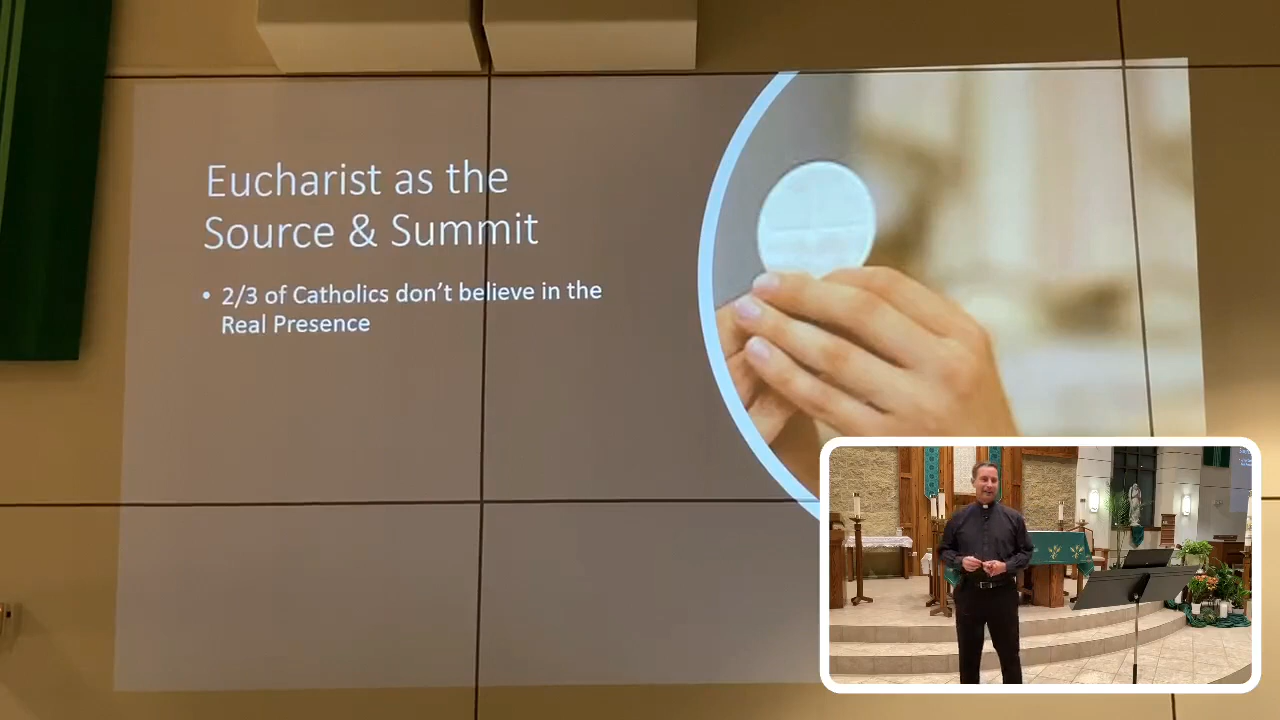 Eucharist as the
Source & Summit
• 2/3 of Catholics don't believe in the
Real Presence